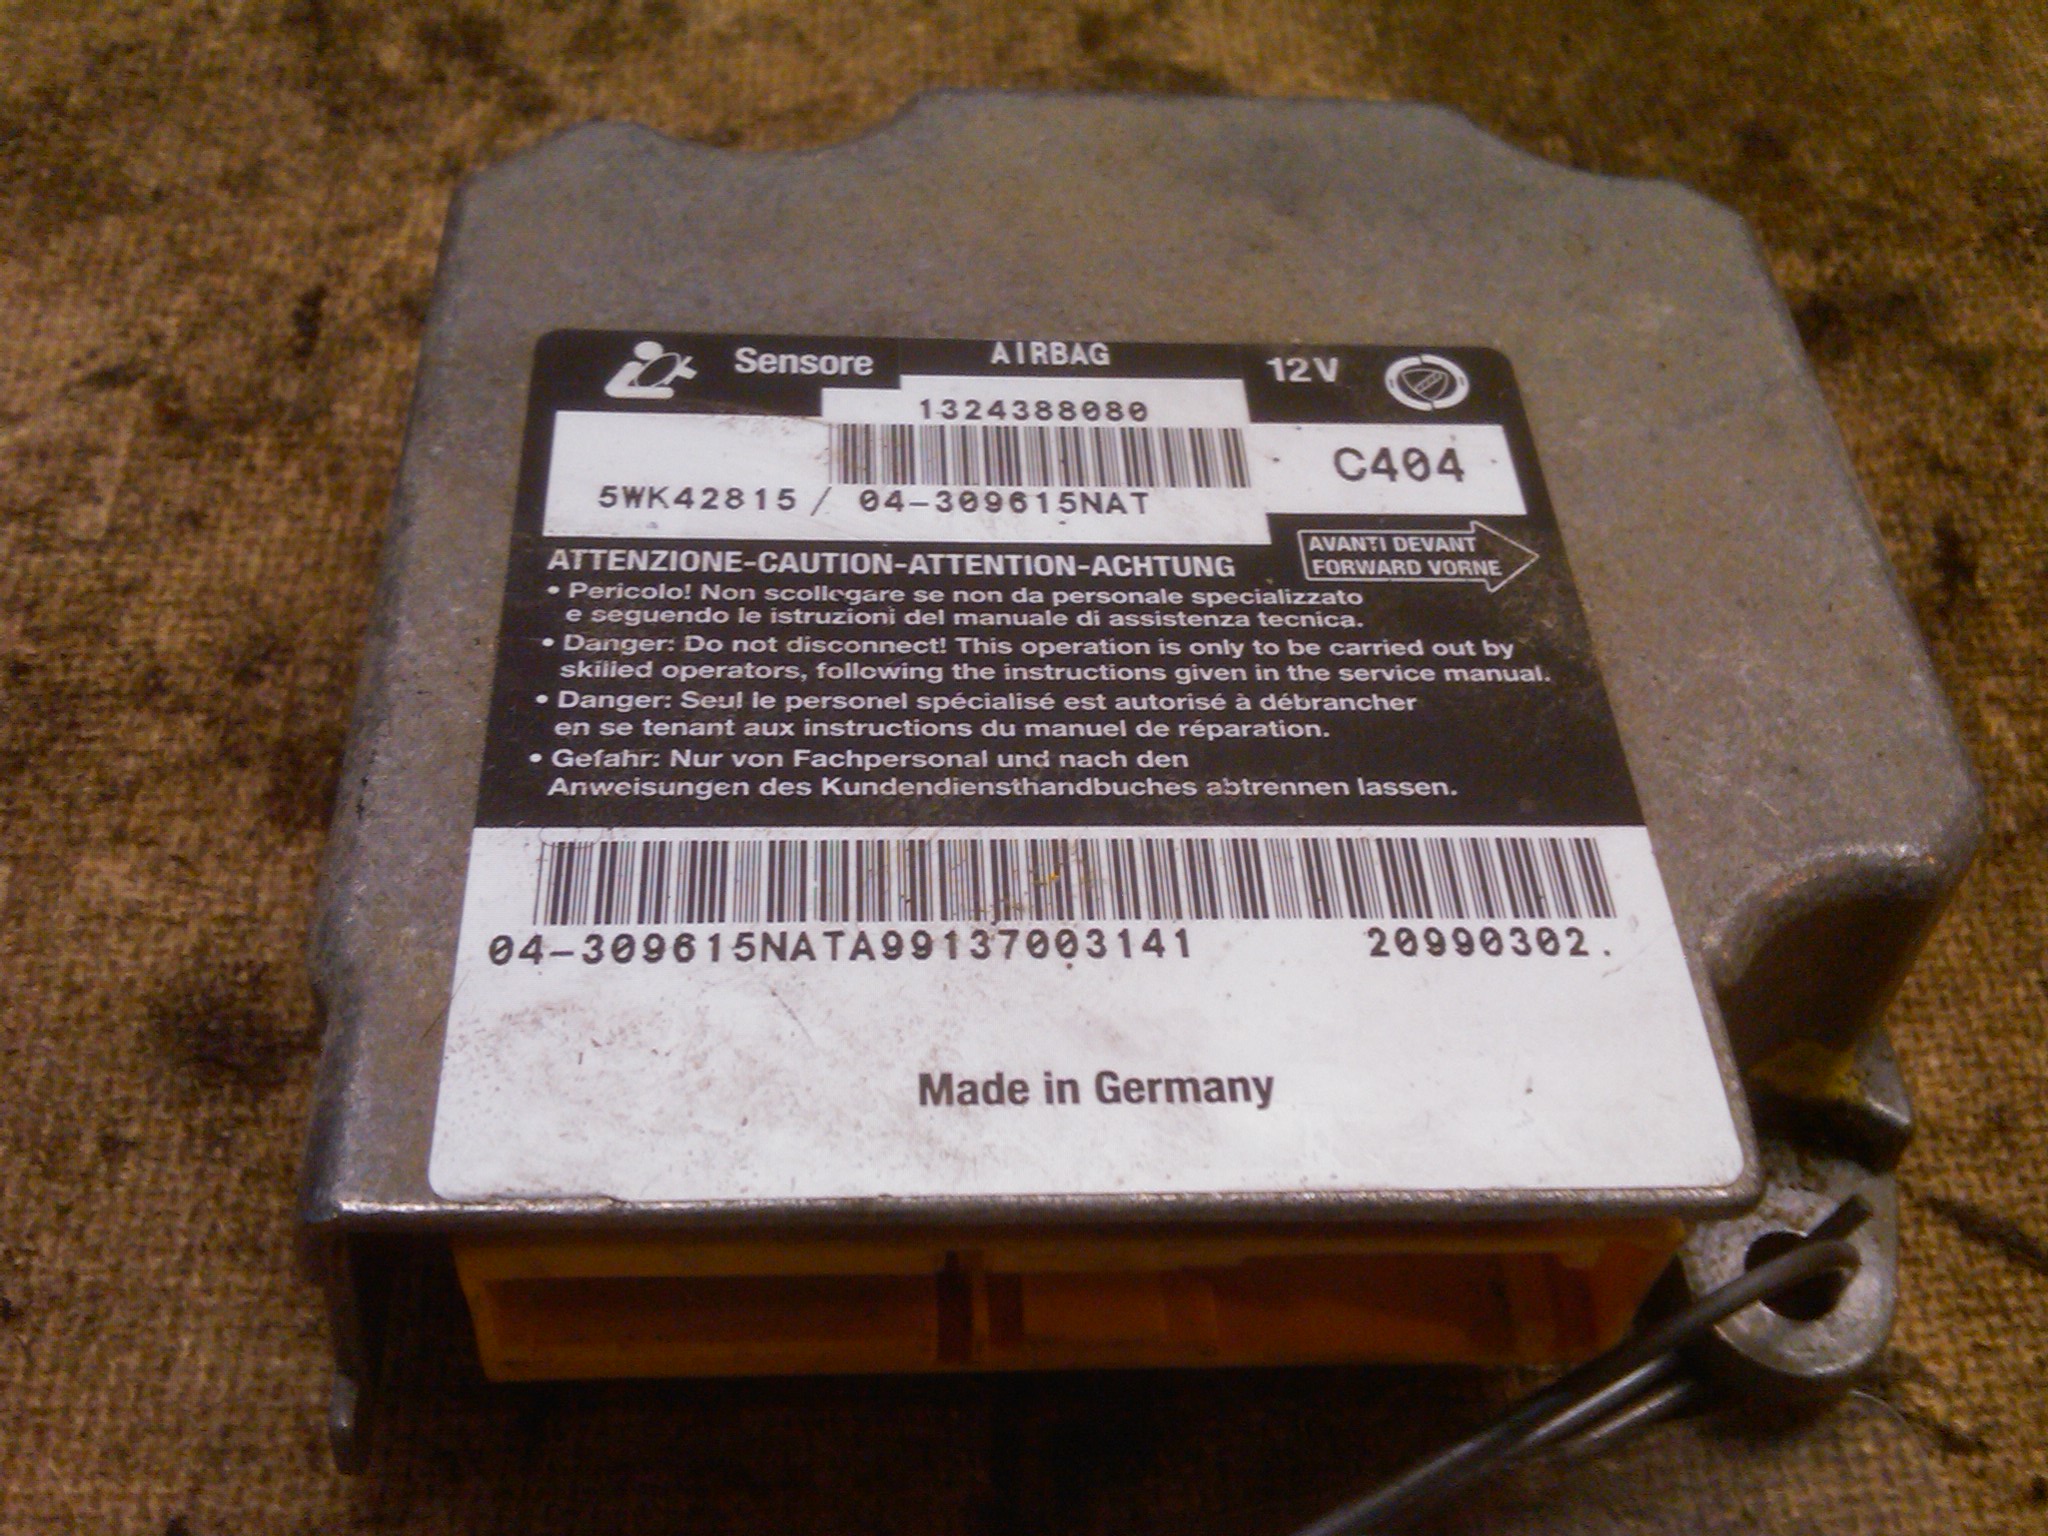 Sensore AIRBAG 12V
1324388080
C404
5WK42815 / 04-309615NAT
ATTENZIONE-CAUTION-ATTENTION-ACHTUNG
AVANTI DEVANT
FORWARD VORNE
• Pericolo! Non scollegare se non da personale specializzato
e seguendo le istruzioni del manuale di assistenza tecnica.
• Danger: Do not disconnect! This operation is only to be carried out by
skilled operators, following the instructions given in the service manual.
• Danger: Seul le personel spécialisé est autorisé à débrancher
en se tenant aux instructions du manuel de réparation.
• Gefahr: Nur von Fachpersonal und nach den
Anweisungen des Kundendiensthandbuches abtrennen lassen.
04-309615NATA99137003141 20990302.
Made in Germany